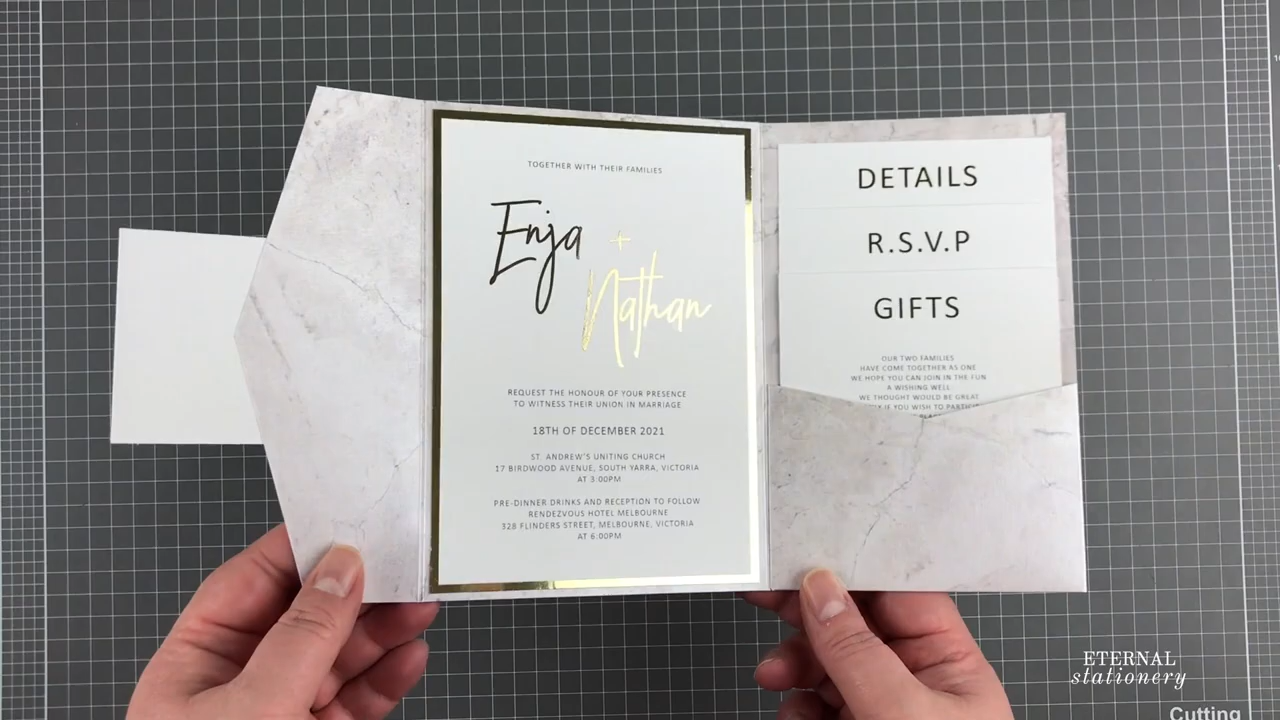 TOGETHER WITH THEIR FAMILIES
Enja
+
Nathan
REQUEST THE HONOUR OF YOUR PRESENCE
TO WITNESS THEIR UNION IN MARRIAGE
18TH OF DECEMBER 2021
ST. ANDREW'S UNITING CHURCH
17 BIRDWOOD AVENUE, SOUTH YARRA, VICTORIA
AT 3:00PM
PRE-DINNER DRINKS AND RECEPTION TO FOLLOW
RENDEZVOUS HOTEL MELBOURNE
328 FLINDERS STREET, MELBOURNE, VICTORIA
AT 6:00PM
DETAILS
R.S.V.P
GIFTS
OUR TWO FAMILIES
HAVE COME TOGETHER AS ONE
WE HOPE YOU CAN JOIN IN THE FUN
A WISHING WELL
WE THOUGHT WOULD BE GREAT
IF YOU WISH TO
ETERNAL
stationery
Cutting